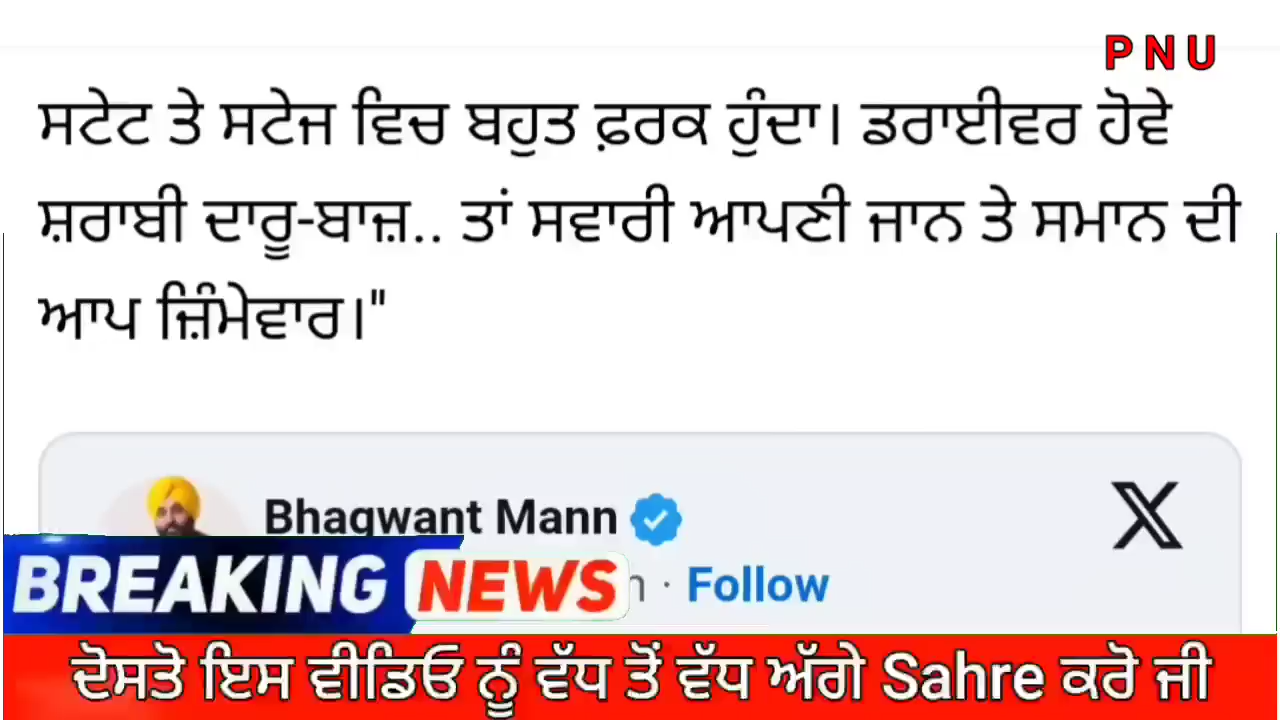 PNU
ਸਟੇਟ ਤੇ ਸਟੇਜ ਵਿਚ ਬਹੁਤ ਫ਼ਰਕ ਹੁੰਦਾ। ਡਰਾਈਵਰ ਹੋਵੇ
ਸ਼ਰਾਬੀ ਦਾਰੂ-ਬਾਜ਼.. ਤਾਂ ਸਵਾਰੀ ਆਪਣੀ ਜਾਨ ਤੇ ਸਮਾਨ ਦੀ
ਆਪ ਜ਼ਿੰਮੇਵਾਰ।"
Bhagwant Mann
· Follow
BREAKING NEWS
ਦੋਸਤੋ ਇਸ ਵੀਡਿਓ ਨੂੰ ਵੱਧ ਤੋਂ ਵੱਧ ਅੱਗੇ Sahre ਕਰੋ ਜੀ